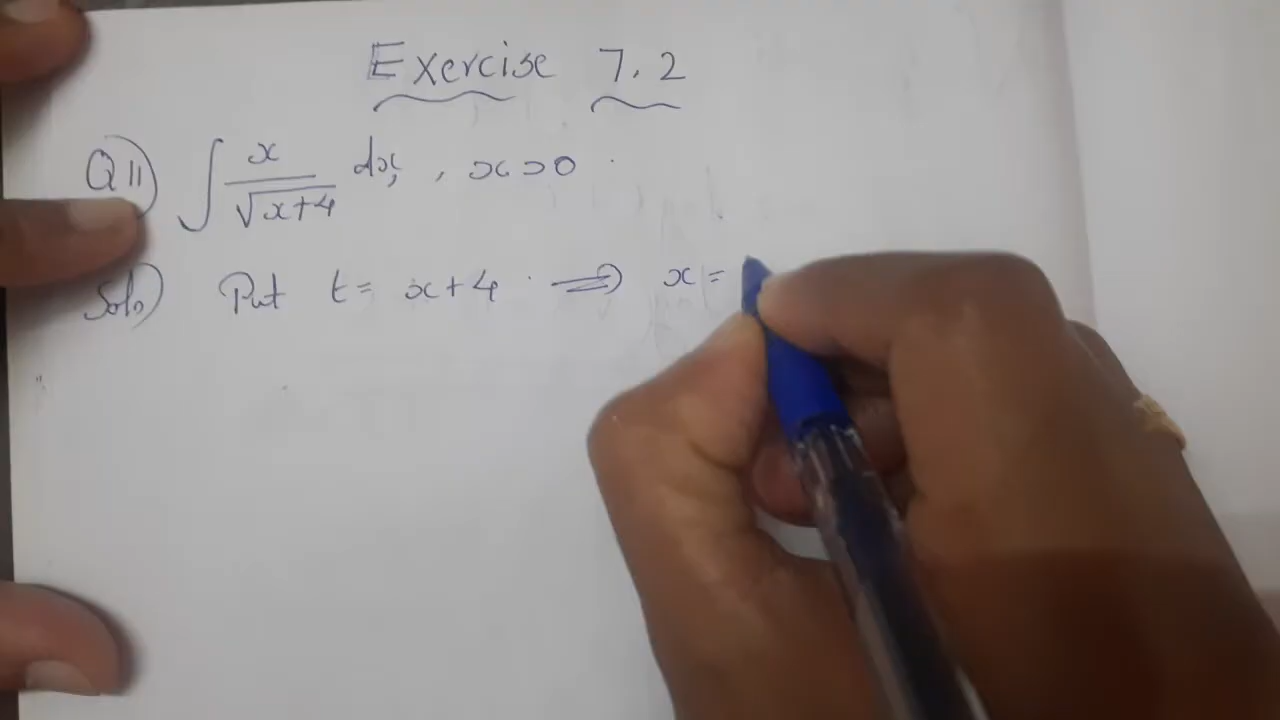 Exercise 7.2
Q11) ∫ x/√x+4 dx, , x>0.
Soln) Put t = x+4 . ⟹ x =